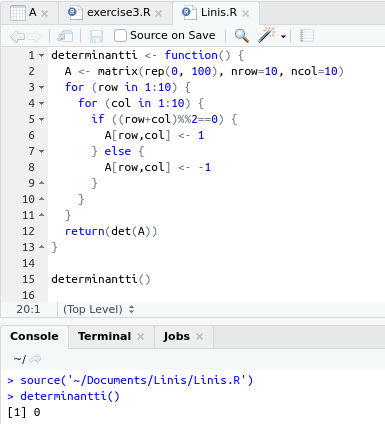 A exercise3.R Linis.R
Source on Save
1 determinantti <- function() {
2   A <- matrix(rep(0, 100), nrow=10, ncol=10)
3   for (row in 1:10) {
4     for (col in 1:10) {
5       if ((row+col)%%2==0) {
6         A[row,col] <- 1
7       } else {
8         A[row,col] <- -1
9       }
10     }
11   }
12   return(det(A))
13 }
14
15 determinantti()
16
20:1 (Top Level)
Console Terminal Jobs
~/
> source('~/Documents/Linis/Linis.R')
> determinantti()
[1] 0